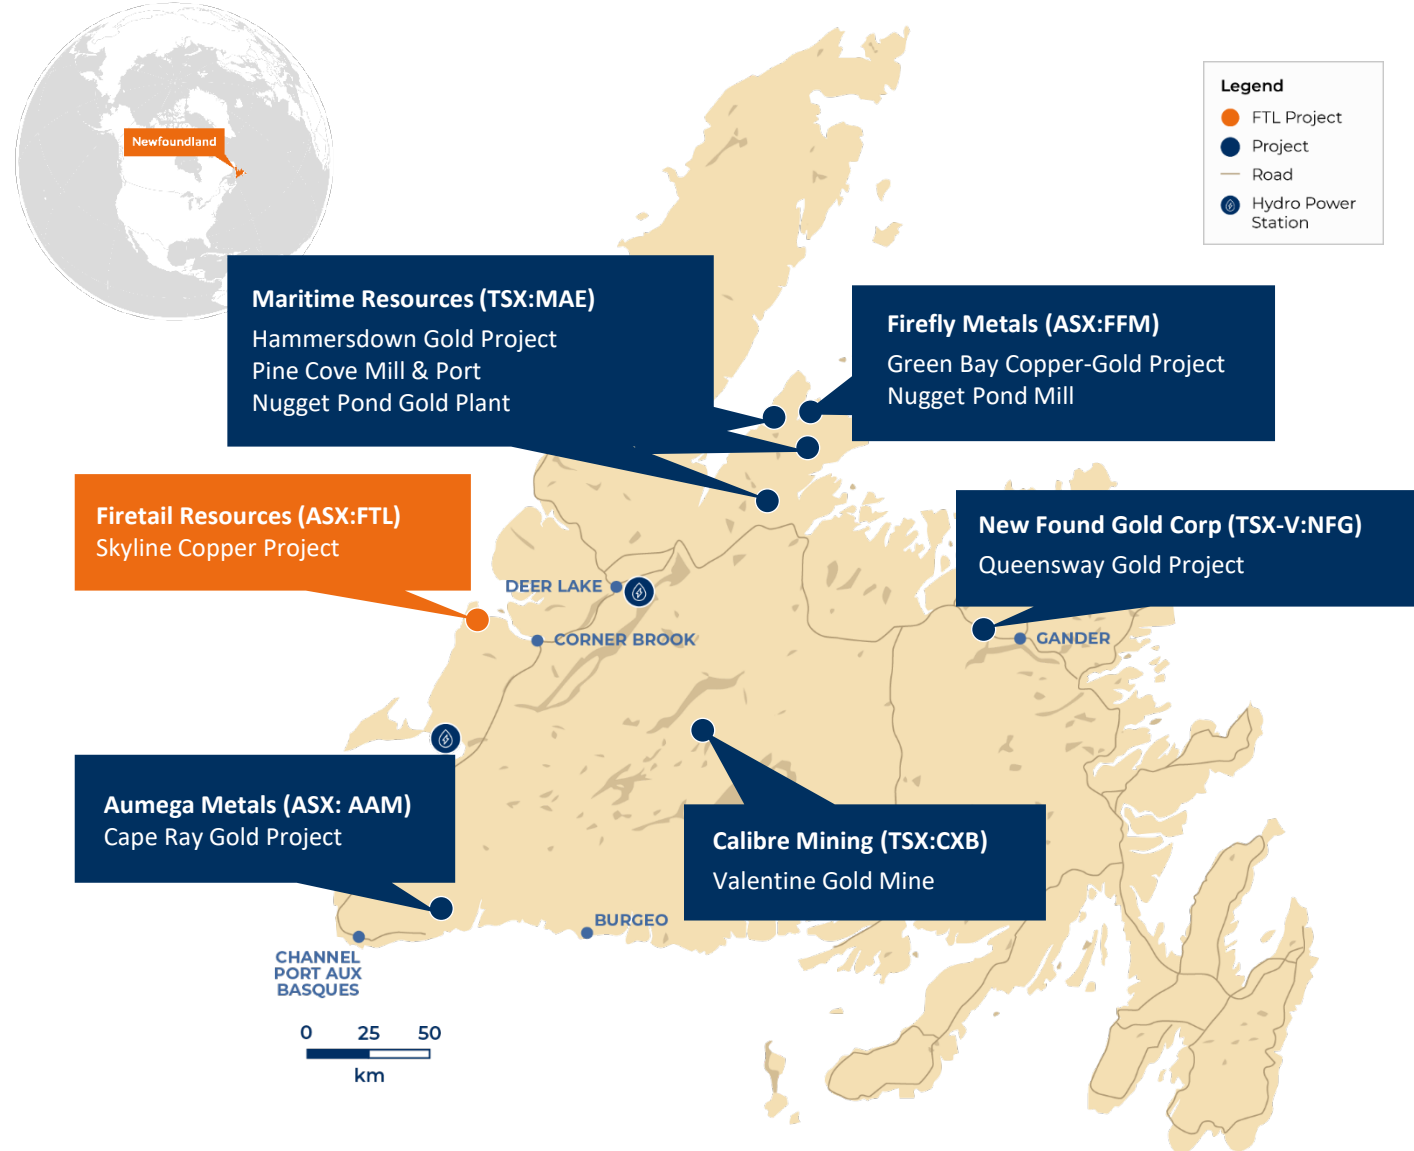 Newfoundland
Legend
FTL Project
Project
Road
Hydro Power
Station
Maritime Resources (TSX:MAE)
Hammersdown Gold Project
Pine Cove Mill & Port
Nugget Pond Gold Plant
Firefly Metals (ASX:FFM)
Green Bay Copper-Gold Project
Nugget Pond Mill
Firetail Resources (ASX:FTL)
Skyline Copper Project
New Found Gold Corp (TSX-V:NFG)
Queensway Gold Project
DEER LAKE
CORNER BROOK
GANDER
Aumega Metals (ASX: AAM)
Cape Ray Gold Project
Calibre Mining (TSX:CXB)
Valentine Gold Mine
BURGEO
CHANNEL
PORT AUX
BASQUES
0 25 50
km